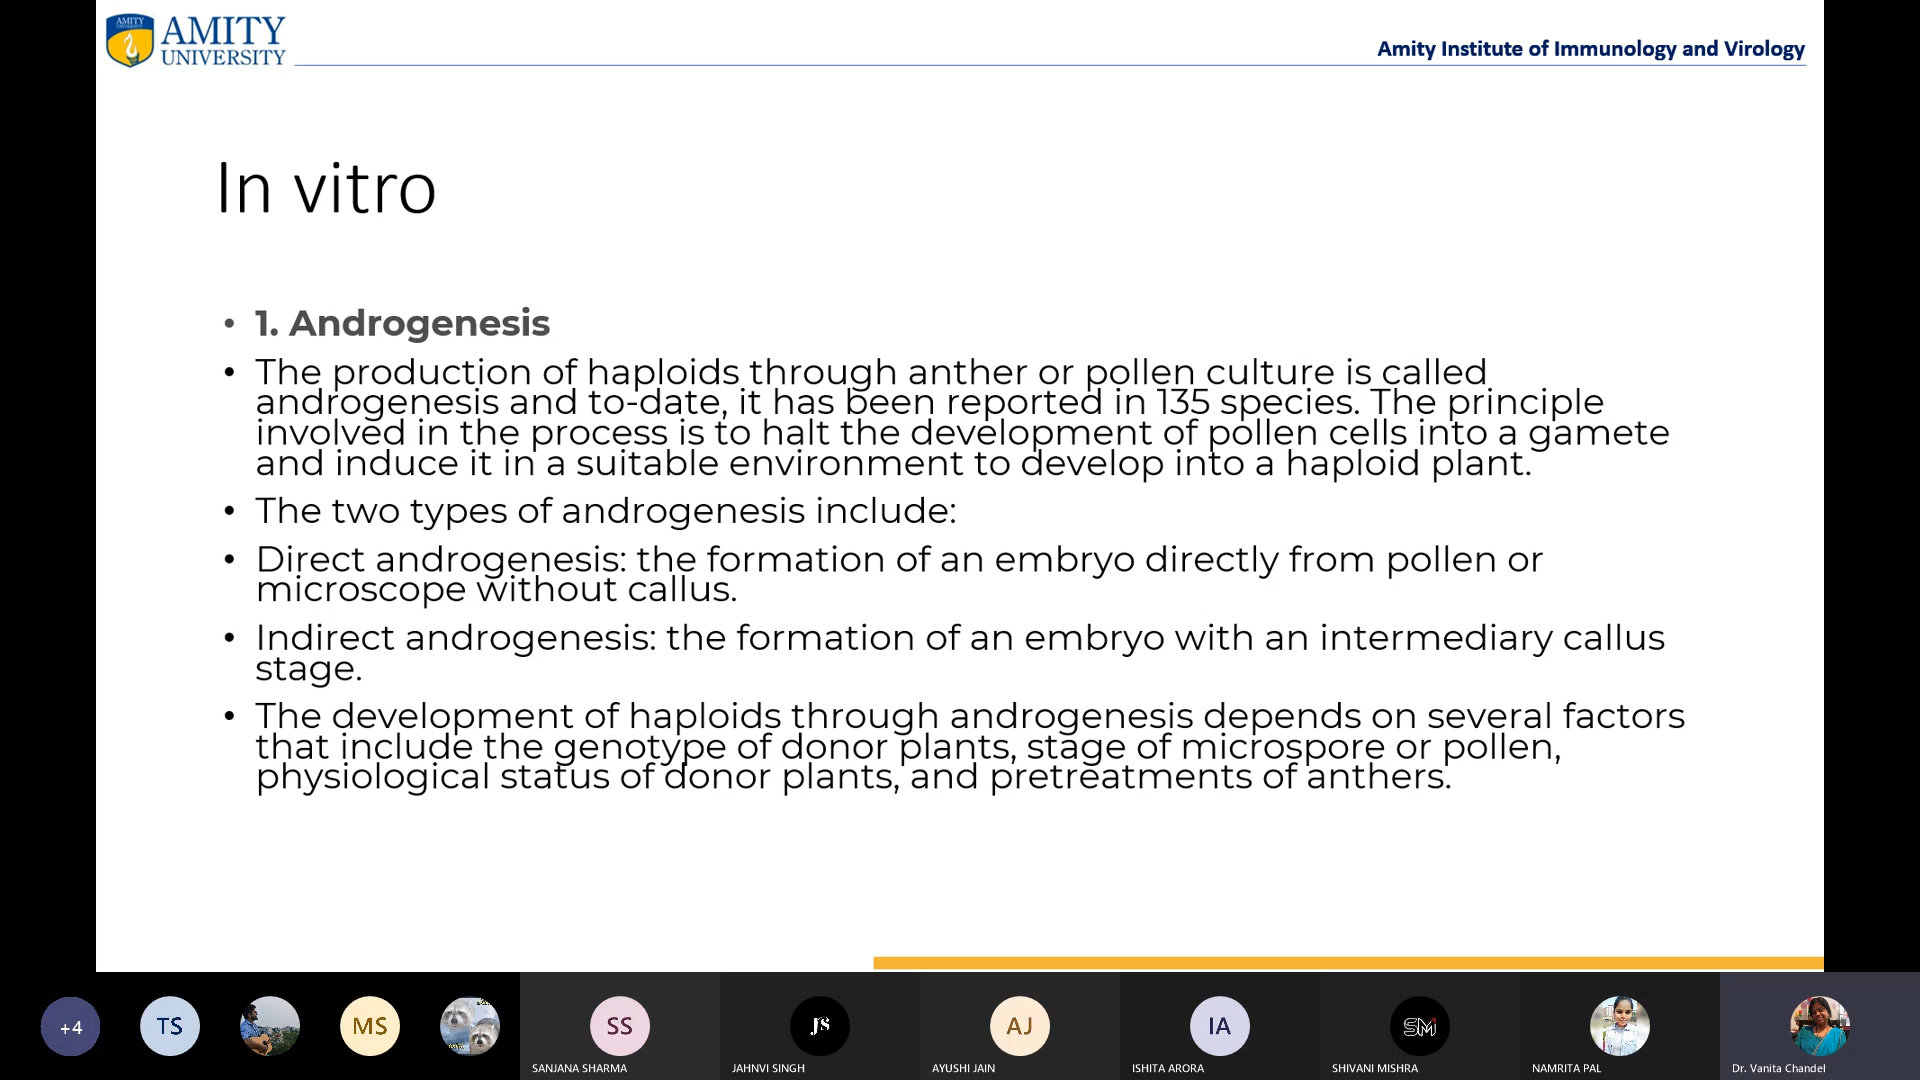 AMITY
UNIVERSITY
AMITY
UNIVERSITY
Amity Institute of Immunology and Virology
In vitro
• 1. Androgenesis
• The production of haploids through anther or pollen culture is called
androgenesis and to-date, it has been reported in 135 species. The principle
involved in the process is to halt the development of pollen cells into a gamete
and induce it in a suitable environment to develop into a haploid plant.
• The two types of androgenesis include:
• Direct androgenesis: the formation of an embryo directly from pollen or
microscope without callus.
• Indirect androgenesis: the formation of an embryo with an intermediary callus
stage.
• The development of haploids through androgenesis depends on several factors
that include the genotype of donor plants, stage of microspore or pollen,
physiological status of donor plants, and pretreatments of anthers.
+4
TS
MS
SS
JS
AJ
IA
SM
SANJANA SHARMA
JAHNVI SINGH
AYUSHI JAIN
ISHITA ARORA
SHIVANI MISHRA
NAMRITA PAL
Dr. Vanita Chandel